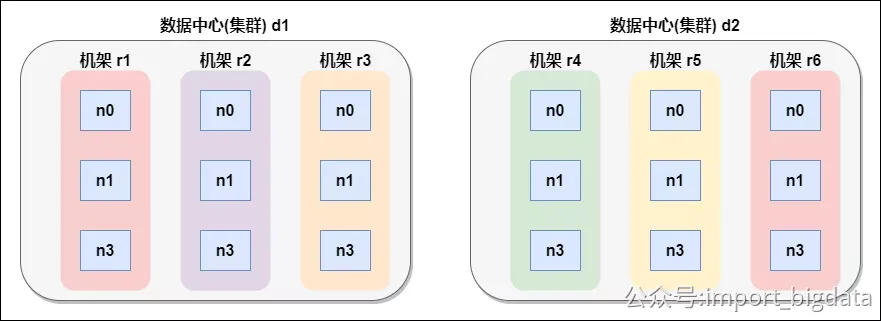 数据中心(集群) d1
数据中心(集群) d2
机架 r1
机架 r2
机架 r3
机架 r4
机架 r5
机架 r6
n0
n0
n0
n0
n0
n0
n1
n1
n1
n1
n1
n1
n3
n3
n3
n3
n3
n3
公众号:import_bigdata